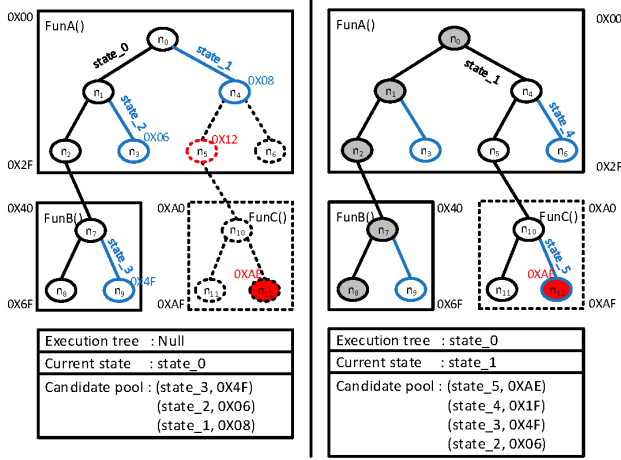 0X00
FunA()
n0
state_0
state_1
n1
n4
0X08
state_2
0X06
0X12
n2
n3
n5
n6
0X2F
0X40
FunB()
n7
state_3
0X4F
n8
n9
0X6F
0XA0
FunC()
n10
0XAE
n11
n12
0XAF
Execution tree : Null
Current state : state_0
Candidate pool : (state_3, 0X4F)
(state_2, 0X06)
(state_1, 0X08)
FunA()
0X00
n0
state_1
n1
n4
state_4
n2
n3
n5
n6
0X2F
FunB()
0X40
n7
n8
n9
0X6F
0XA0
FunC()
n10
state_5
0XAE
n11
n12
0XAF
Execution tree : state_0
Current state : state_1
Candidate pool : (state_5, 0XAE)
(state_4, 0X1F)
(state_3, 0X4F)
(state_2, 0X06)